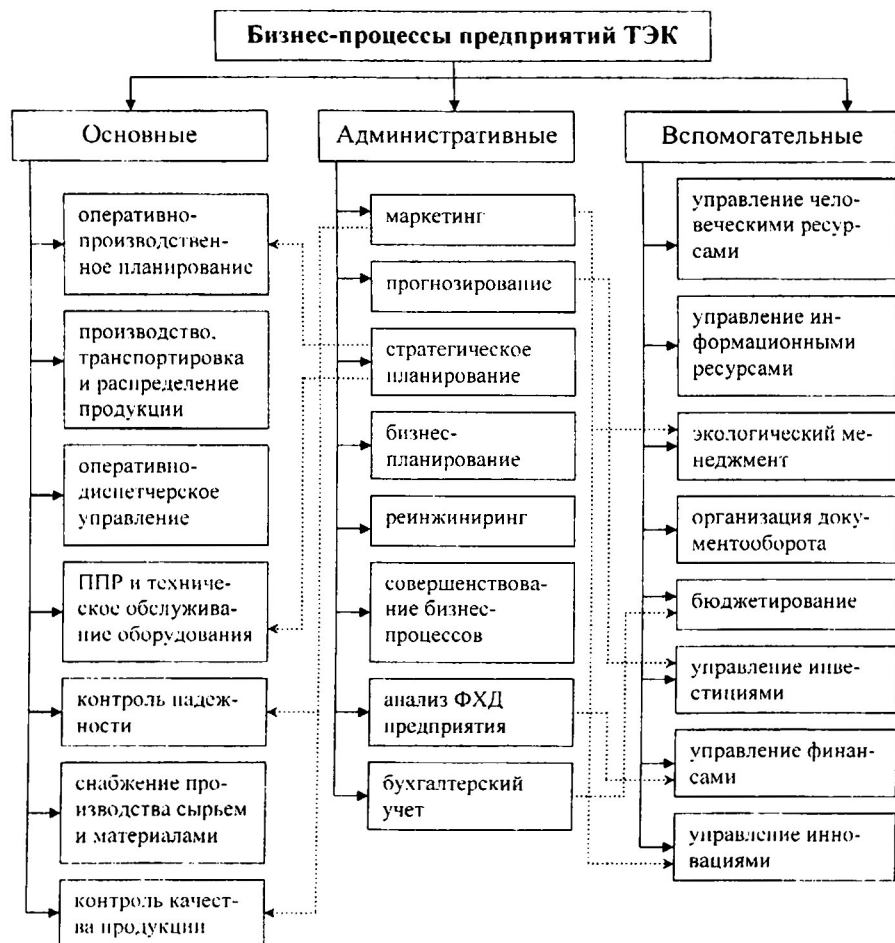 Бизнес-процессы предприятий ТЭК
Основные
оперативно-
производствен-
ное планирование
производство,
транспортировка
и распределение
продукции
оперативно-
диспетчерское
управление
ППР и техниче-
ское обслужива-
ние оборудования
контроль надеж-
ности
снабжение про-
изводства сырьем
и материалами
контроль качест-
ва продукции
Административные
маркетинг
прогнозирование
стратегическое
планирование
бизнес-
планирование
реинжиниринг
совершенствова-
ние бизнес-
процессов
анализ ФХД
предприятия
бухгалтерский
учет
Вспомогательные
управление чело-
веческими ресур-
сами
управление ин-
формационными
ресурсами
экологический ме-
неджмент
организация доку-
ментооборота
бюджетирование
управление инве-
стициями
управление финан-
сами
управление инно-
вациями